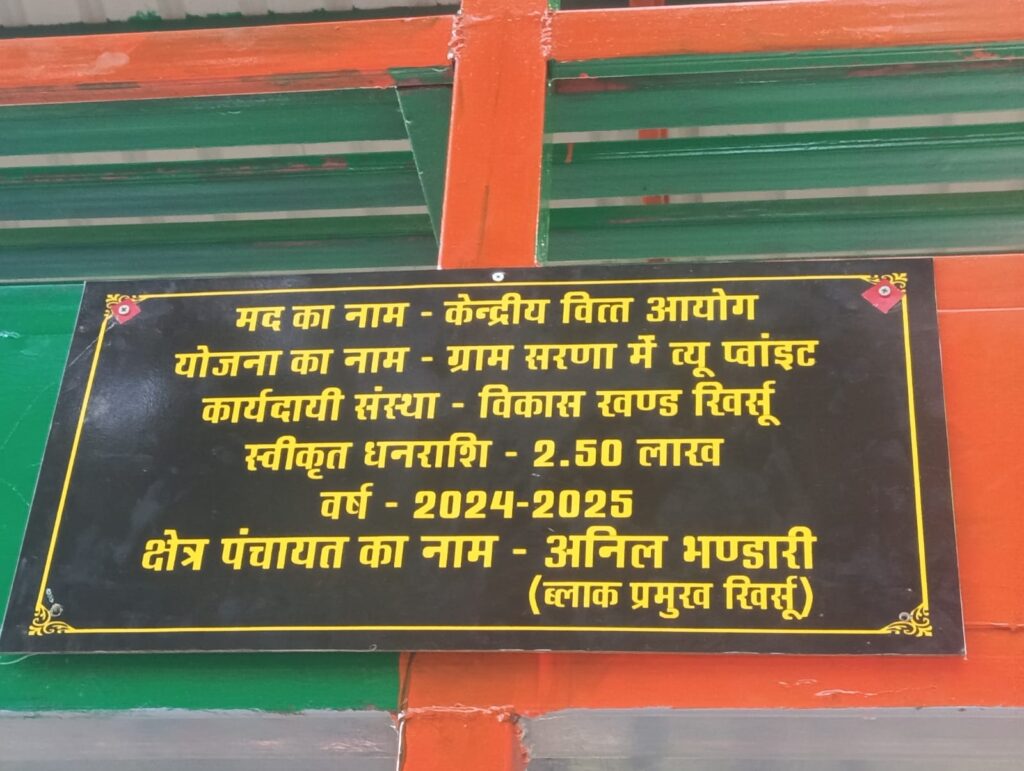 मद का नाम - केन्द्रीय वित्त आयोग
योजना का नाम - ग्राम सरणा में व्यू प्वांइट
कार्यदायी संस्था - विकास खण्ड खिर्सू
स्वीकृत धनराशि - 2.50 लाख
वर्ष - 2024-2025
क्षेत्र पंचायत का नाम - अनिल भण्डारी
(ब्लाक प्रमुख खिर्सू)